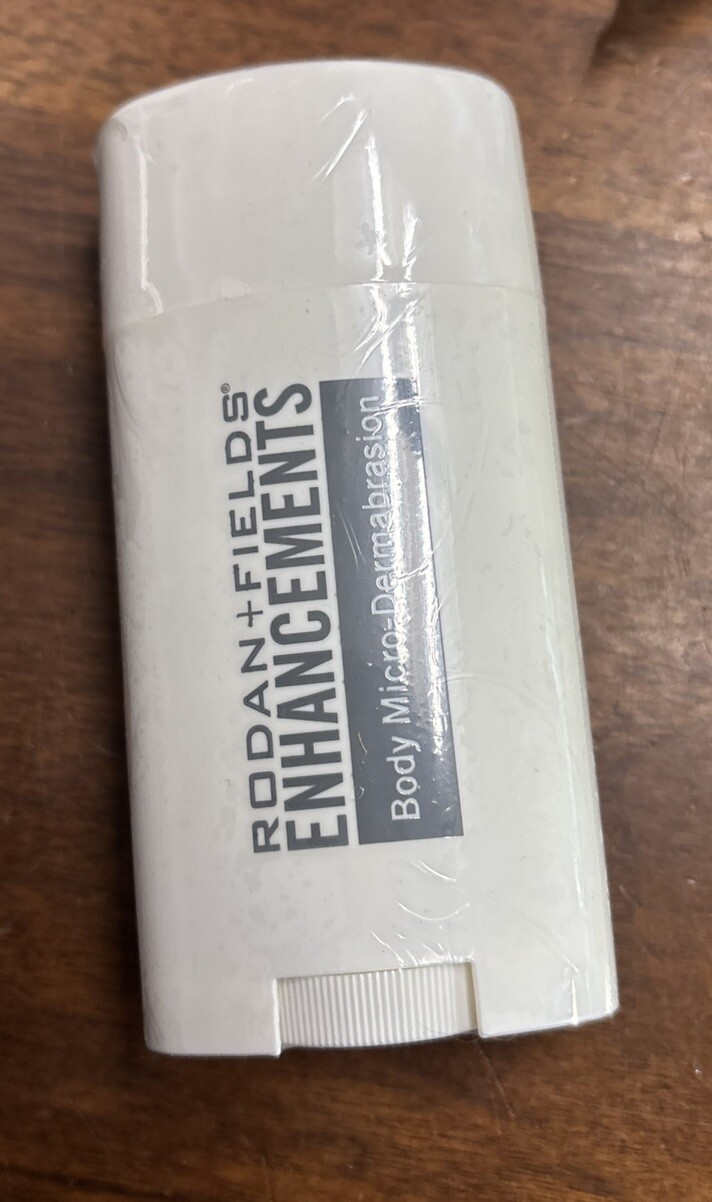 RODAN+FIELDS®
ENHANCEMENTS
Body Micro-Dermabrasion